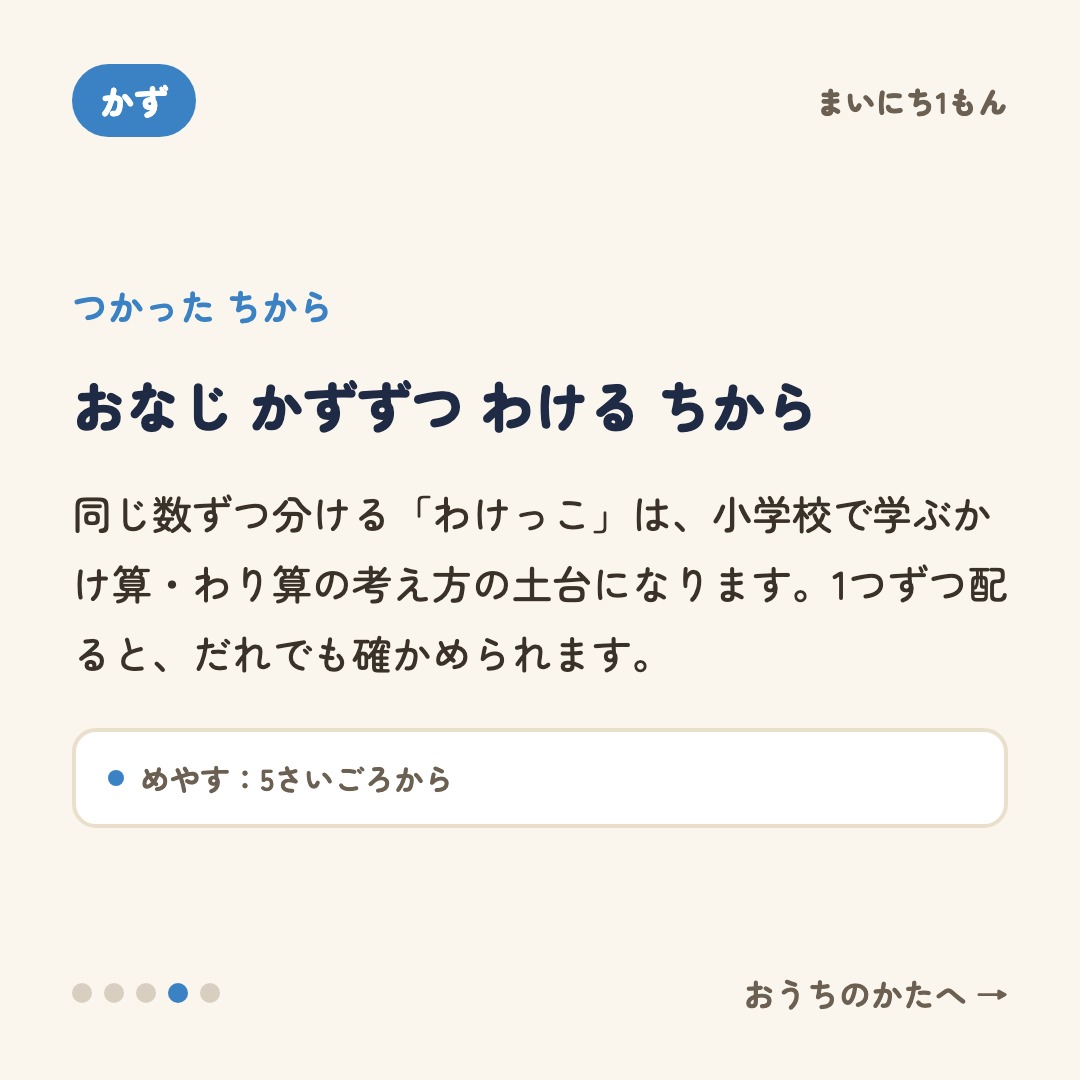 かず
まいにち1もん
つかった ちから
おなじ かずずつ わける ちから
同じ数ずつ分ける「わけっこ」は、小学校で学ぶか
け算・わり算の考え方の土台になります。1つずつ配
ると、だれでも確かめられます。
めやす：5さいごろから
おうちのかたへ →